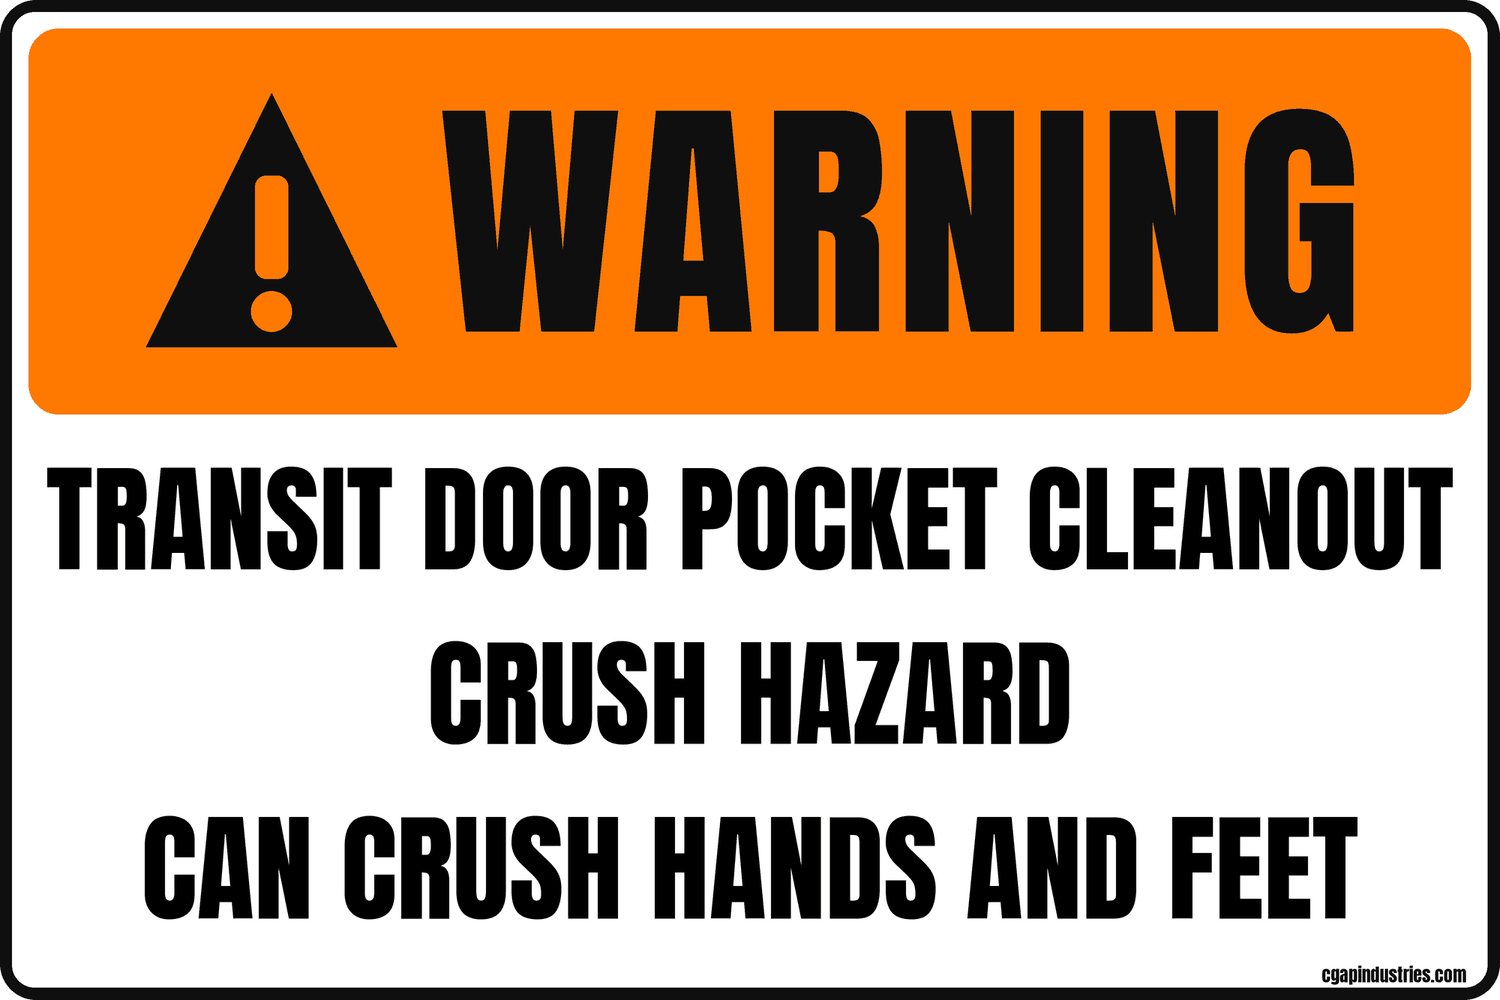 WARNING
TRANSIT DOOR POCKET CLEANOUT
CRUSH HAZARD
CAN CRUSH HANDS AND FEET
cgapindustries.com